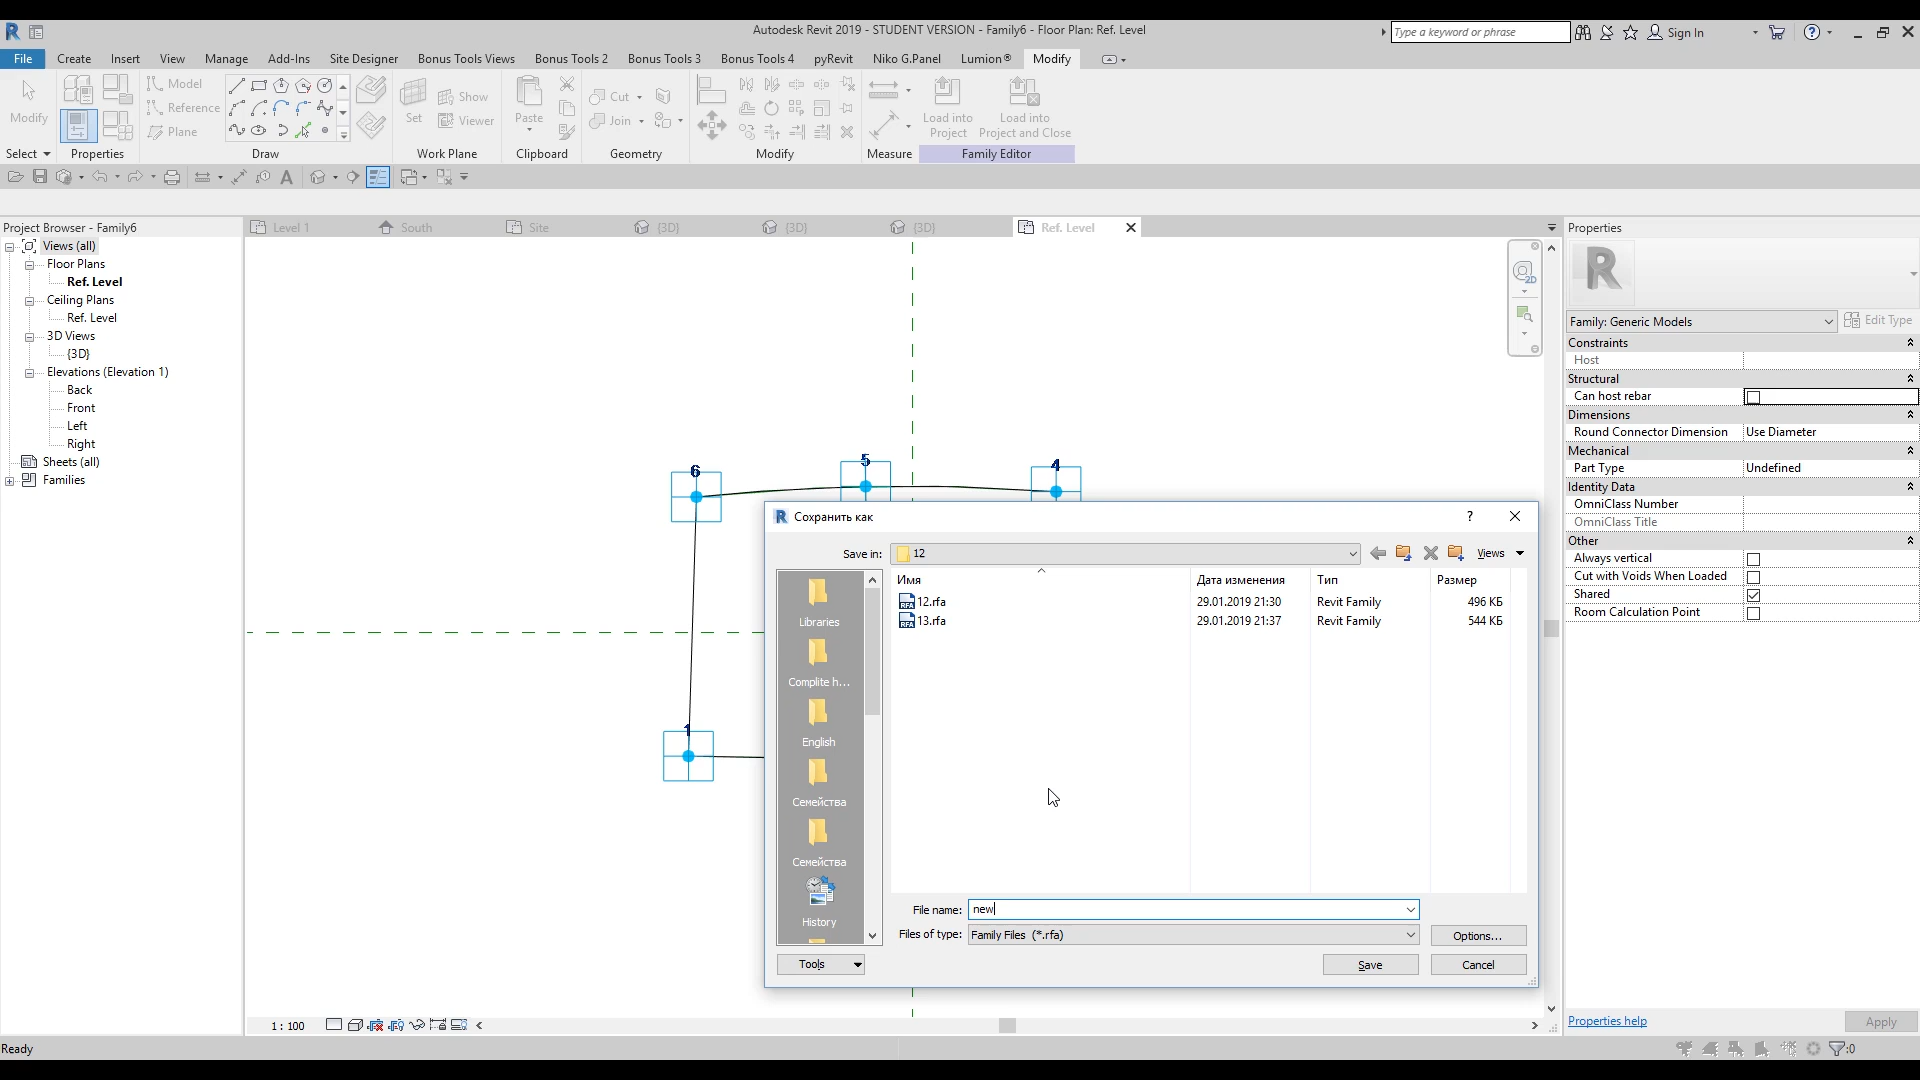 Autodesk Revit 2019 - STUDENT VERSION - Family6 - Floor Plan: Ref. Level
Type a keyword or phrase
Sign In
File Create Insert View Manage Add-Ins Site Designer Bonus Tools Views Bonus Tools 2 Bonus Tools 3 Bonus Tools 4 pyRevit Niko G.Panel Lumion® Modify
Modify
Model
Reference
Plane
Set
Show
Viewer
Paste
Cut
Join
Load into
Project
Load into
Project and Close
Select Properties Draw Work Plane Clipboard Geometry Modify Measure Family Editor
Project Browser - Family6
Level 1 South Site {3D} {3D} {3D} Ref. Level
Views (all)
Floor Plans
Ref. Level
Ceiling Plans
Ref. Level
3D Views
{3D}
Elevations (Elevation 1)
Back
Front
Left
Right
Sheets (all)
Families
2D
6 5 4
1
Сохранить как
Save in: 12
Views
Имя Дата изменения Тип Размер
12.rfa 29.01.2019 21:30 Revit Family 496 КБ
13.rfa 29.01.2019 21:37 Revit Family 544 КБ
Libraries
Complite h...
English
Семейства
Семейства
History
File name: new
Files of type: Family Files (*.rfa)
Options...
Tools
Save
Cancel
Properties
Family: Generic Models
Edit Type
Constraints
Host
Structural
Can host rebar
Dimensions
Round Connector Dimension Use Diameter
Mechanical
Part Type Undefined
Identity Data
OmniClass Number
OmniClass Title
Other
Always vertical
Cut with Voids When Loaded
Shared
Room Calculation Point
Properties help
Apply
1 : 100
Ready
:0